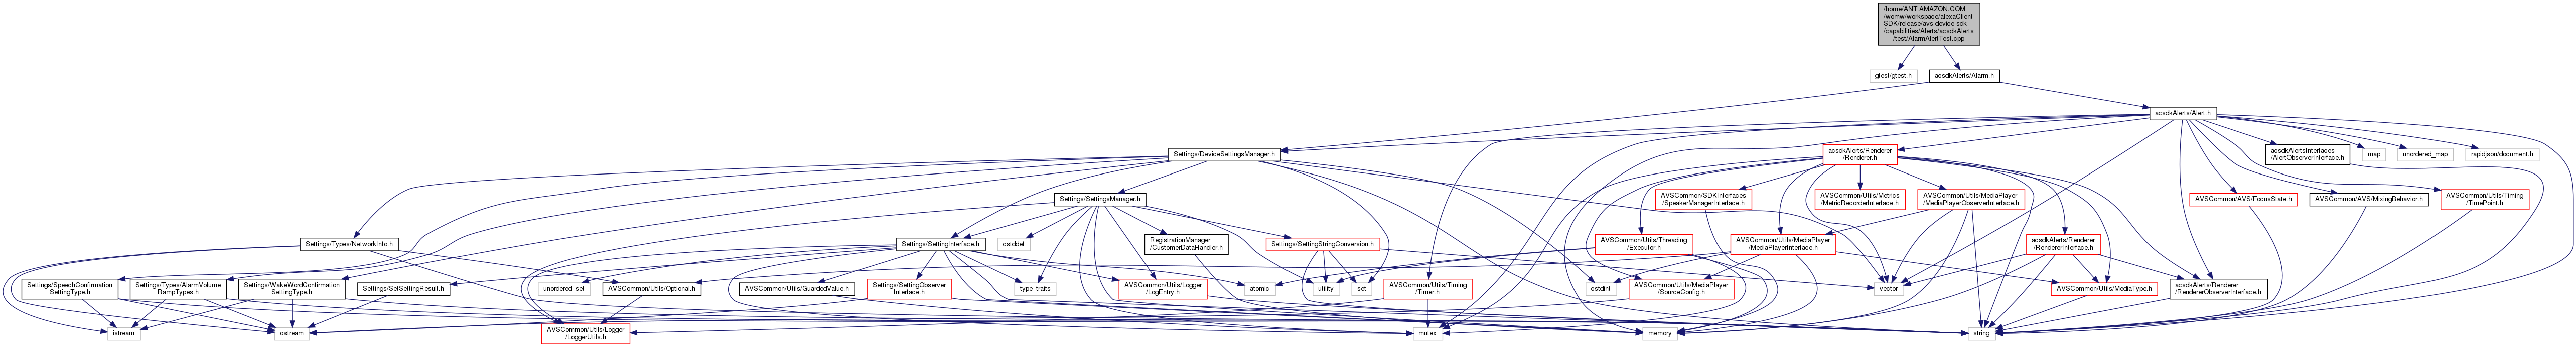 /home/ANT.AMAZON.COM
/womw/workspace/alexaClient
SDK/release/avs-device-sdk
/capabilities/Alerts/acsdkAlerts
/test/AlarmAlertTest.cpp
gtest/gtest.h
acsdkAlerts/Alarm.h
acsdkAlerts/Alert.h
Settings/DeviceSettingsManager.h
acsdkAlerts/Renderer
/Renderer.h
acsdkAlertsInterfaces
/AlertObserverInterface.h
map
unordered_map
rapidjson/document.h
Settings/SettingsManager.h
AVSCommon/SDKInterfaces
/SpeakerManagerInterface.h
AVSCommon/Utils/Metrics
/MetricRecorderInterface.h
AVSCommon/Utils/MediaPlayer
/MediaPlayerObserverInterface.h
AVSCommon/AVS/FocusState.h
AVSCommon/AVS/MixingBehavior.h
AVSCommon/Utils/Timing
/TimePoint.h
Settings/Types/NetworkInfo.h
Settings/SettingInterface.h
cstddef
RegistrationManager
/CustomerDataHandler.h
Settings/SettingStringConversion.h
AVSCommon/Utils/Threading
/Executor.h
AVSCommon/Utils/MediaPlayer
/MediaPlayerInterface.h
acsdkAlerts/Renderer
/RendererInterface.h
Settings/SpeechConfirmation
SettingType.h
Settings/Types/AlarmVolume
RampTypes.h
Settings/WakeWordConfirmation
SettingType.h
Settings/SetSettingResult.h
unordered_set
AVSCommon/Utils/Optional.h
AVSCommon/Utils/GuardedValue.h
Settings/SettingObserver
Interface.h
type_traits
AVSCommon/Utils/Logger
/LogEntry.h
atomic
utility
set
AVSCommon/Utils/Timing
/Timer.h
cstdint
AVSCommon/Utils/MediaPlayer
/SourceConfig.h
vector
AVSCommon/Utils/MediaType.h
acsdkAlerts/Renderer
/RendererObserverInterface.h
istream
ostream
AVSCommon/Utils/Logger
/LoggerUtils.h
mutex
memory
string